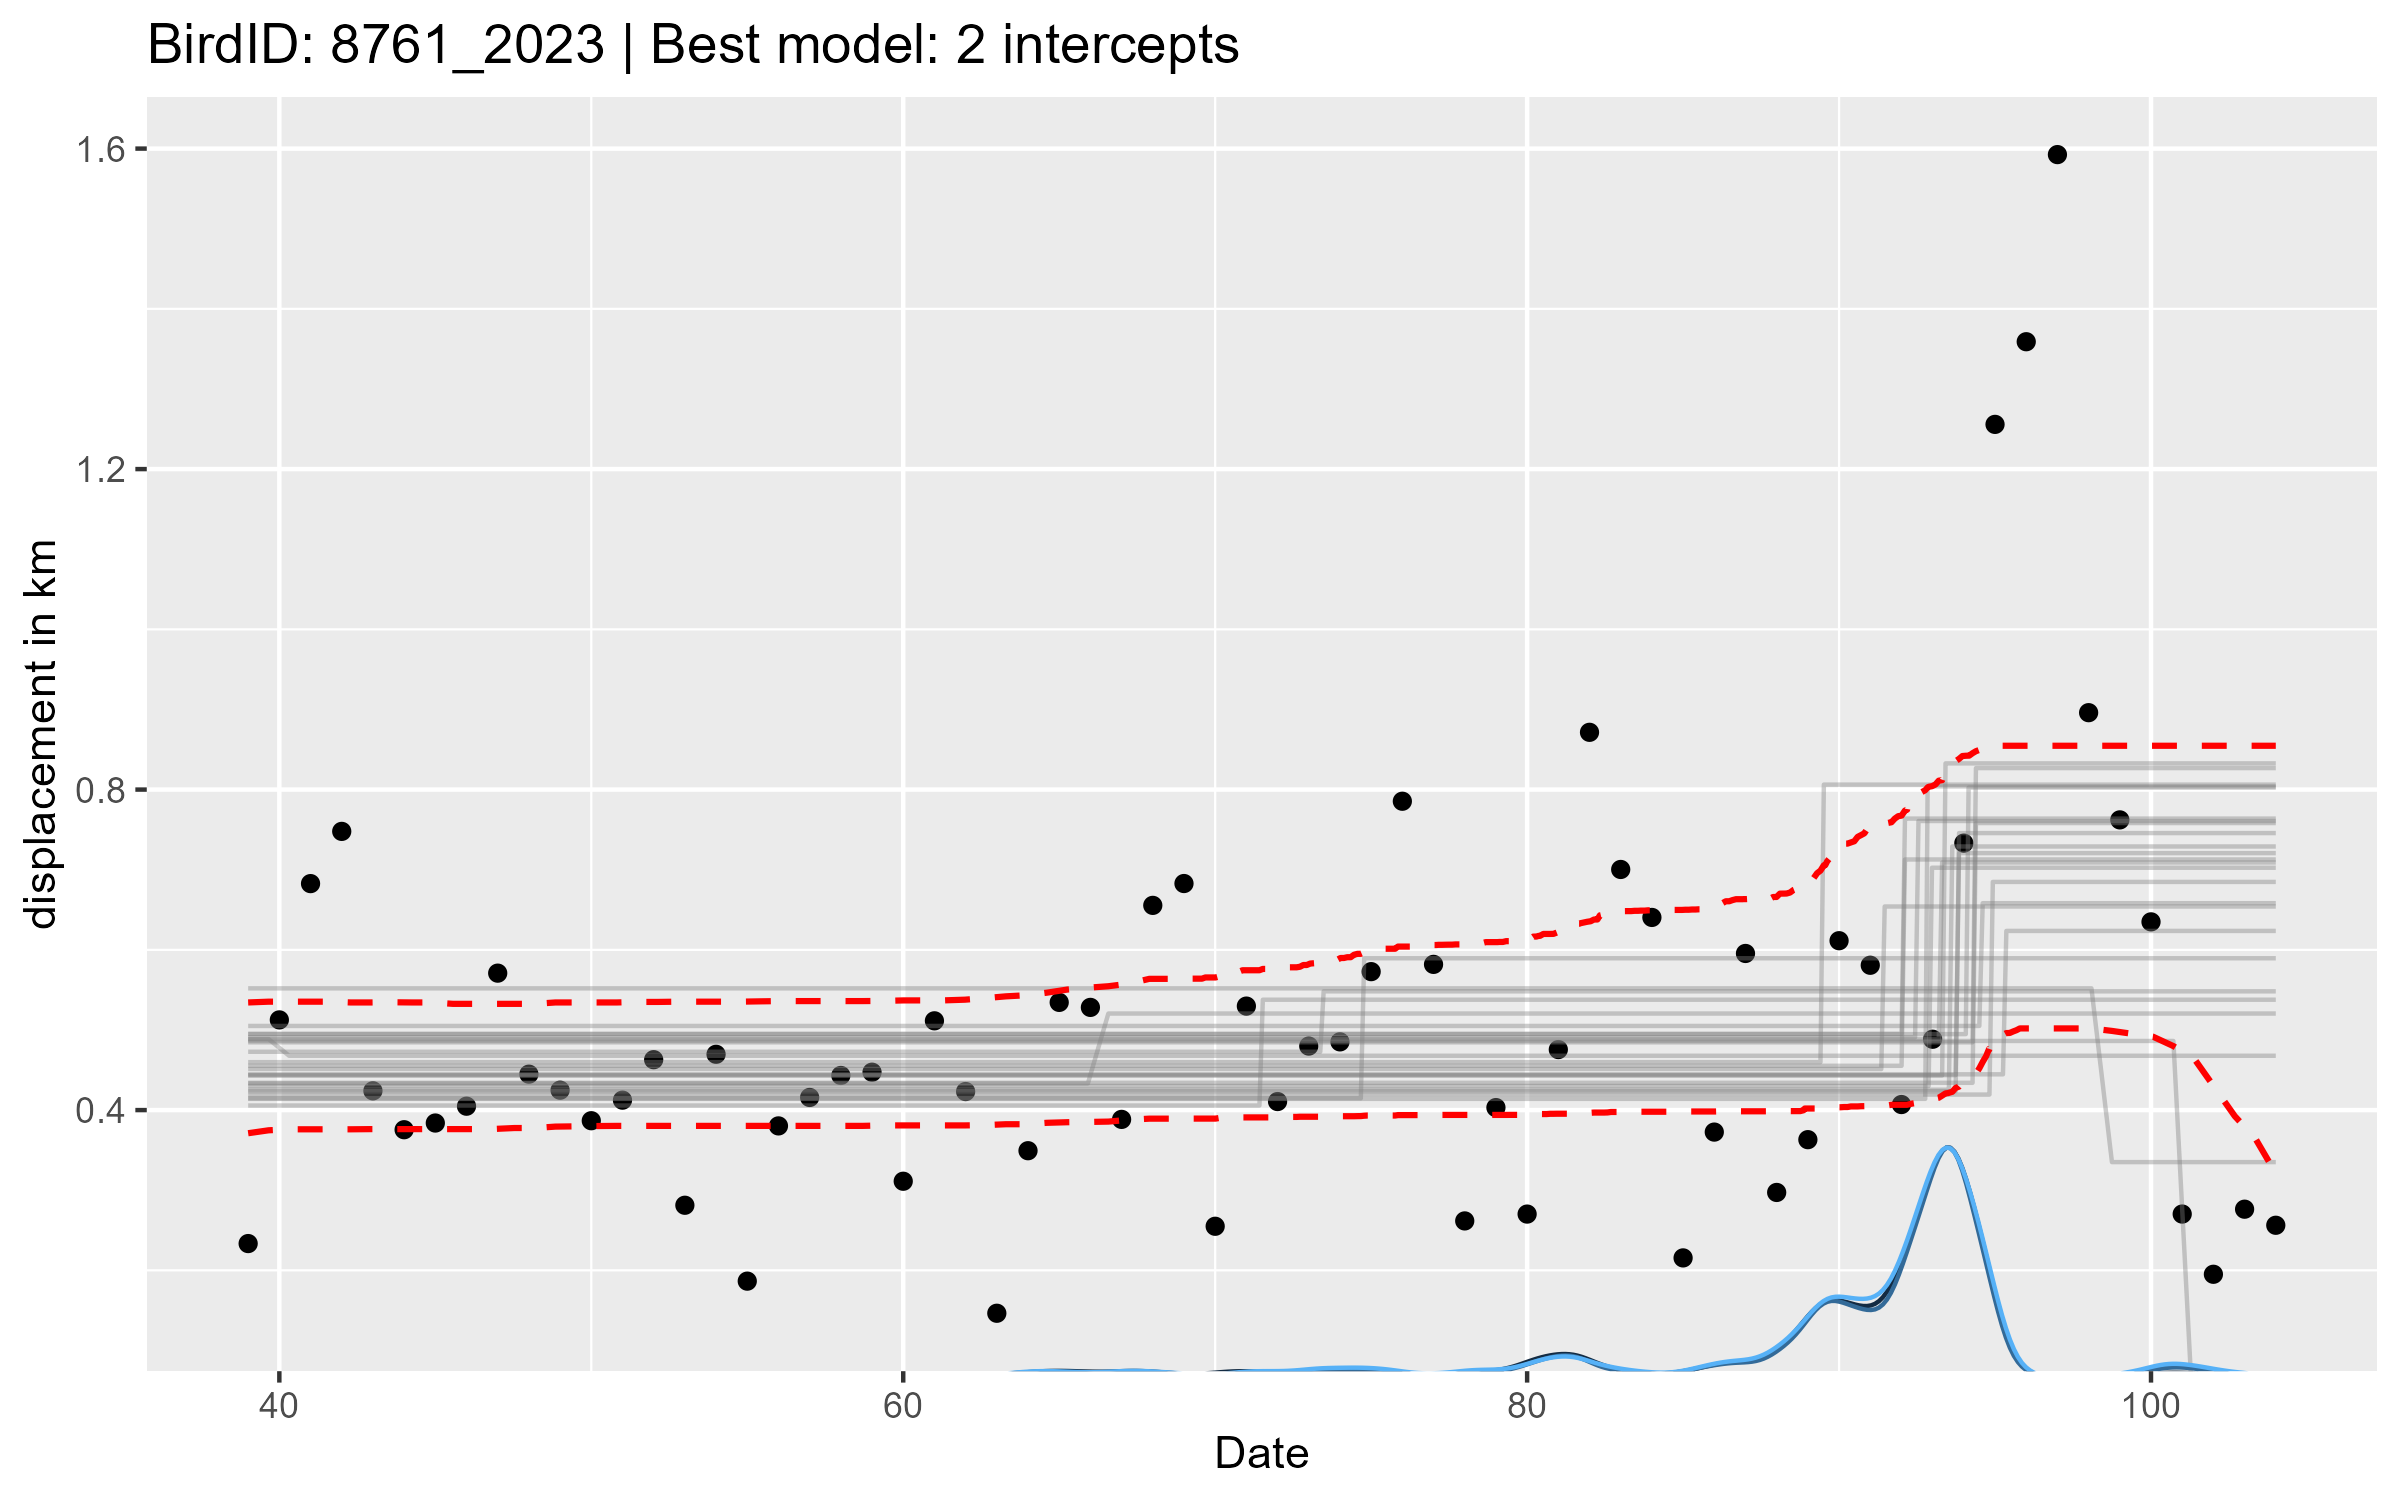 BirdID: 8761_2023 | Best model: 2 intercepts
displacement in km
1.6
1.2
0.8
0.4
40 60 80 100
Date